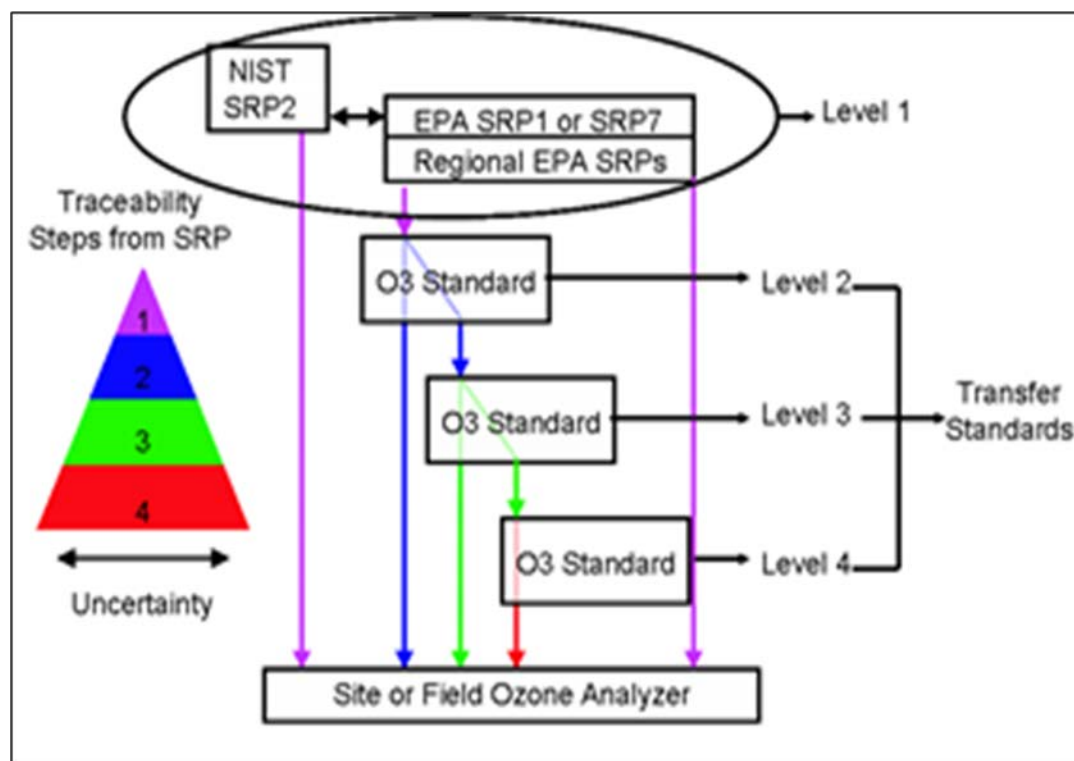 NIST
SRP2
EPA SRP1 or SRP7
Regional EPA SRPs
Level 1
Traceability
Steps from SRP
1
2
3
4
Uncertainty
O3 Standard
Level 2
O3 Standard
Level 3
Transfer
Standards
O3 Standard
Level 4
Site or Field Ozone Analyzer